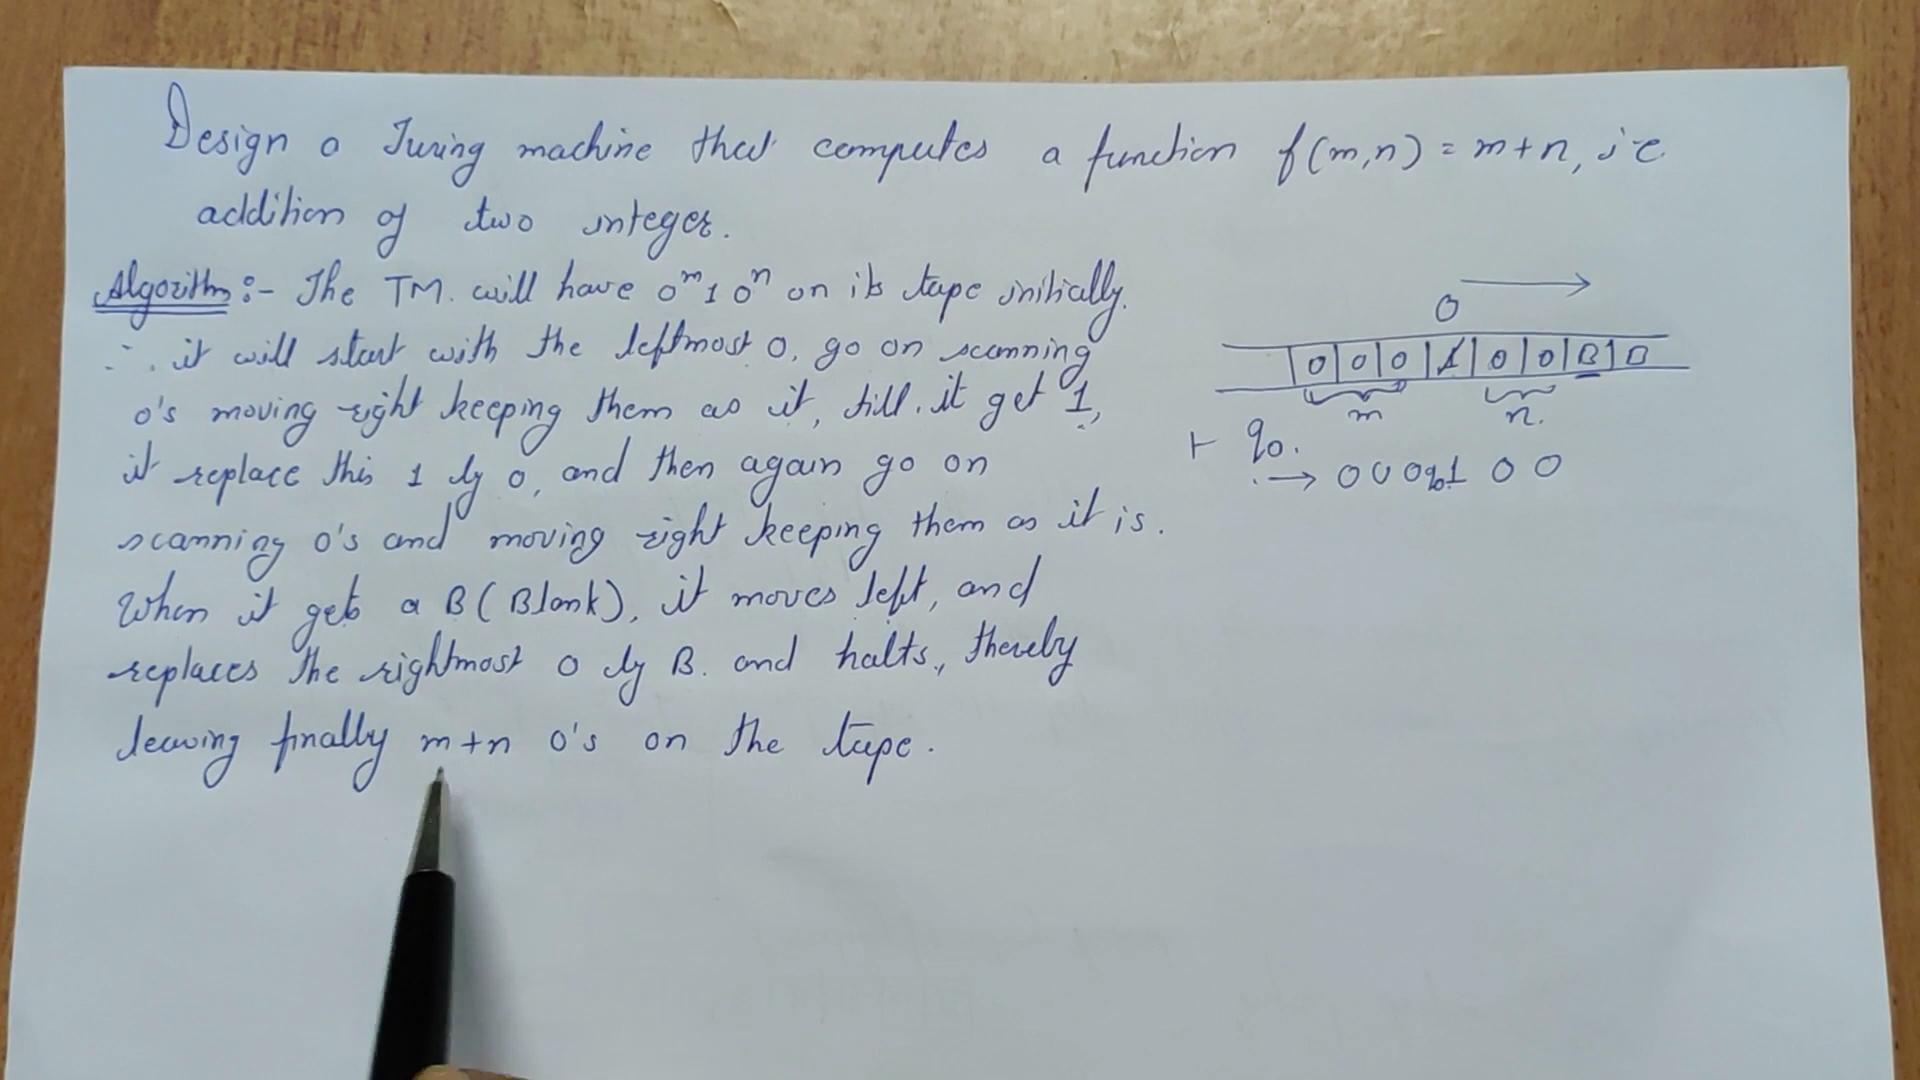 Design a Turing machine that computes a function f(m,n) = m+n, i.e
addition of two integer.
Algorithm :- The TM. will have 0^m 1 0^n on its tape initially.
∴ it will start with the leftmost 0, go on scanning
0's moving right keeping them as it, till. it get 1,
it replace this 1 by 0, and then again go on
scanning 0's and moving right keeping them as it is.
When it gets a B (Blank), it moves left, and
replaces the rightmost 0 by B. and halts, thereby
leaving finally m+n 0's on the tape.
0 →
0 0 0 1 0 0 B B
m n.
⊢ q0.
→ 0 0 0 q0 1 0 0